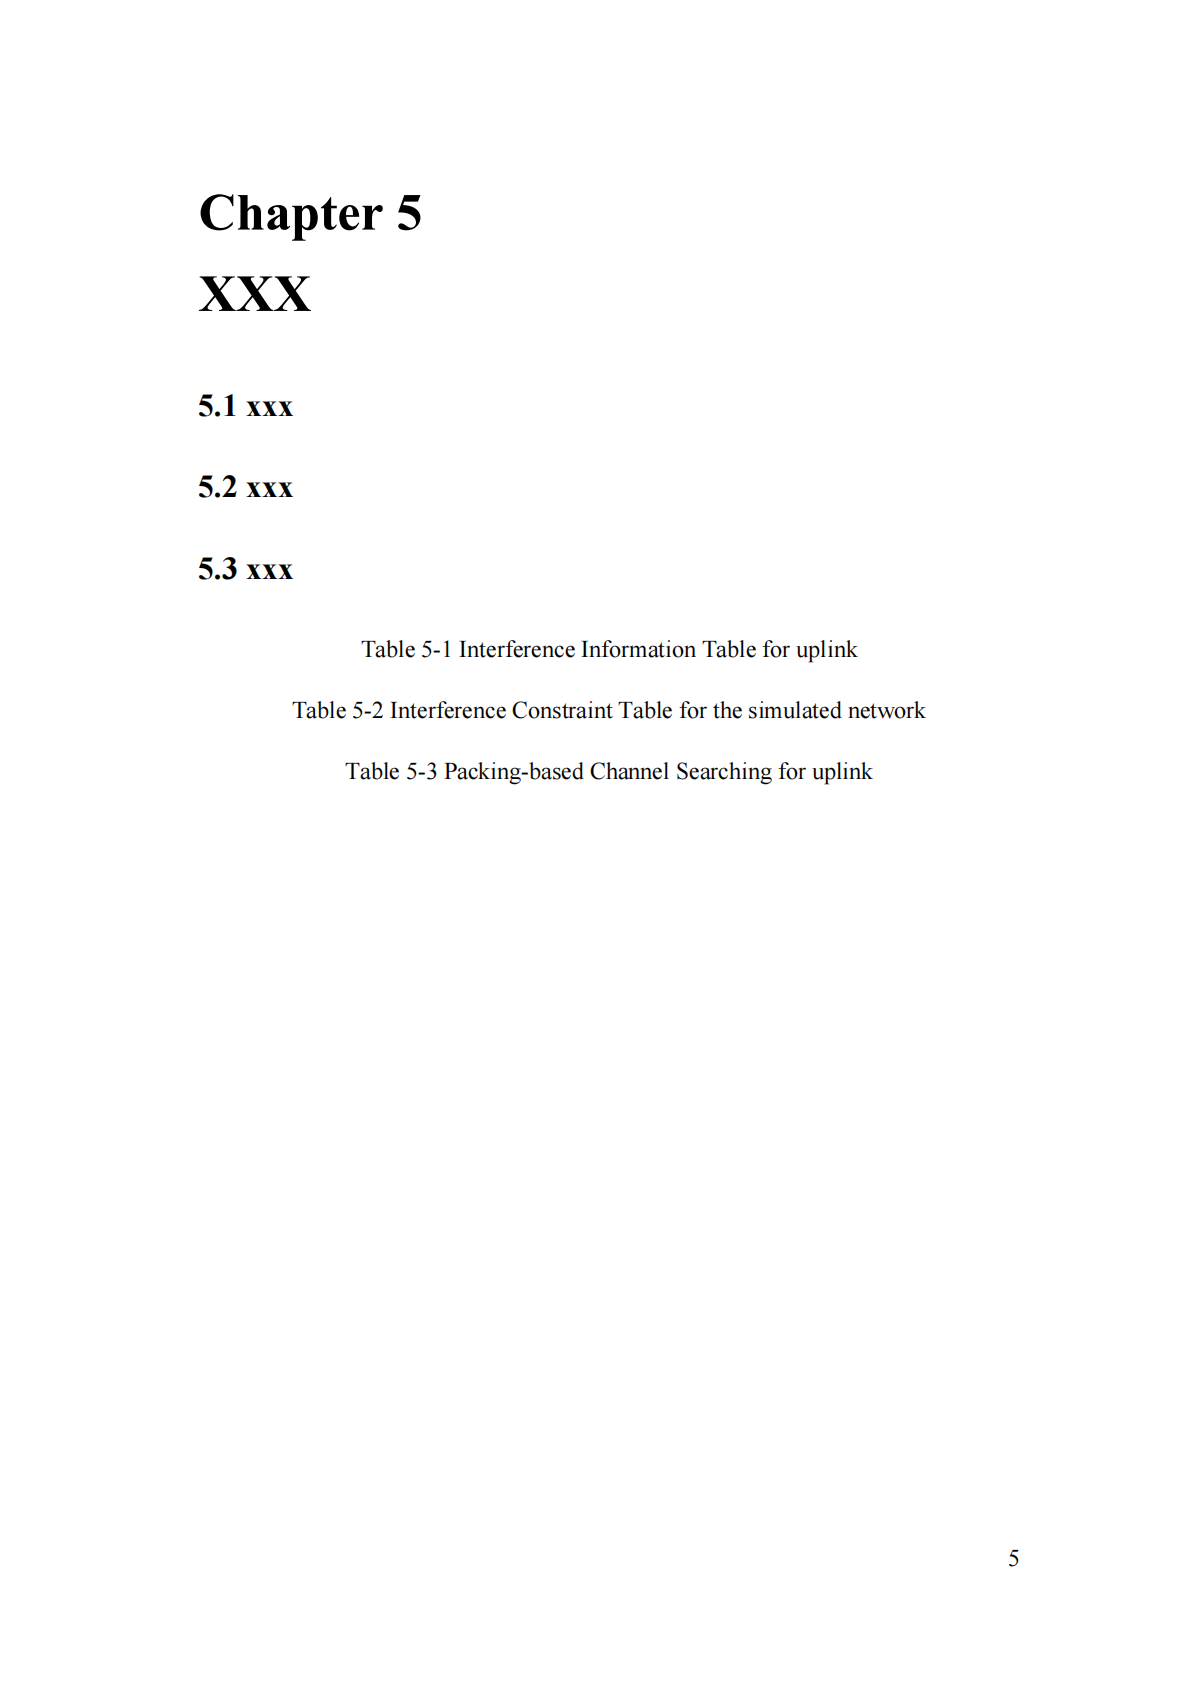 Chapter 5
XXX
5.1 xxx
5.2 xxx
5.3 xxx
Table 5-1 Interference Information Table for uplink
Table 5-2 Interference Constraint Table for the simulated network
Table 5-3 Packing-based Channel Searching for uplink
5